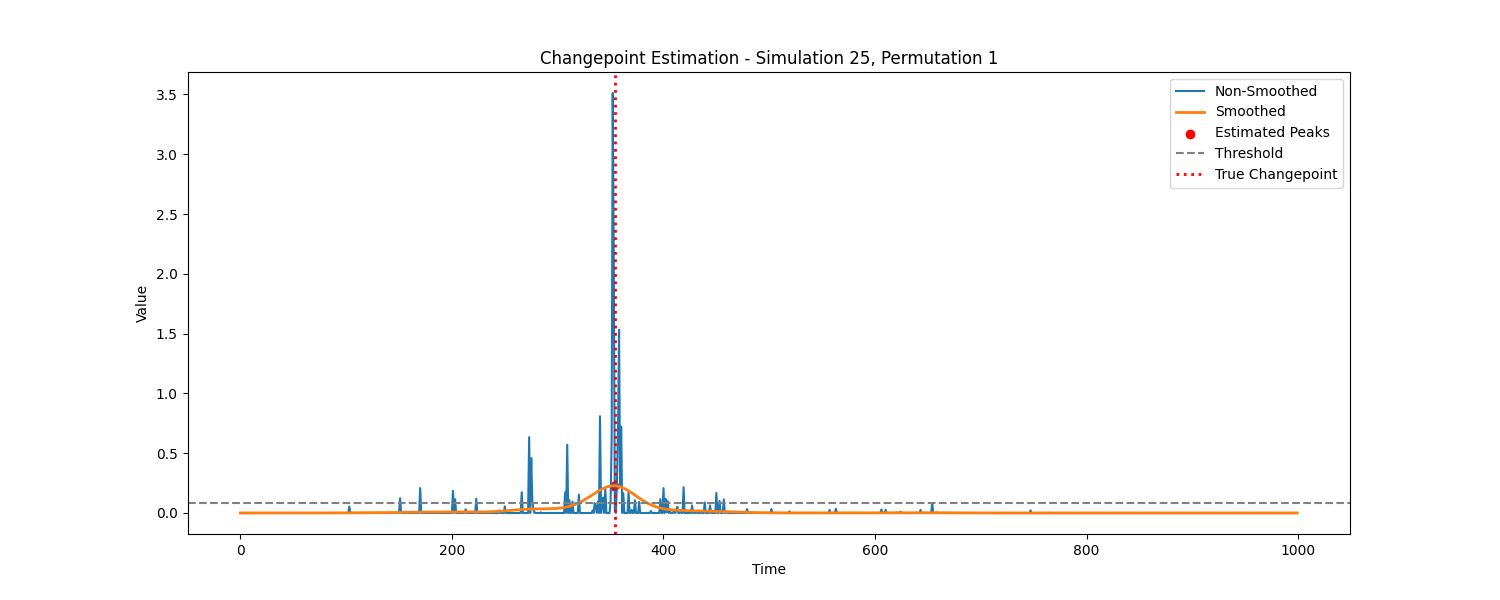 Changepoint Estimation - Simulation 25, Permutation 1
Non-Smoothed
Smoothed
Estimated Peaks
Threshold
True Changepoint
Value
3.5
3.0
2.5
2.0
1.5
1.0
0.5
0.0
0
200
400
600
800
1000
Time